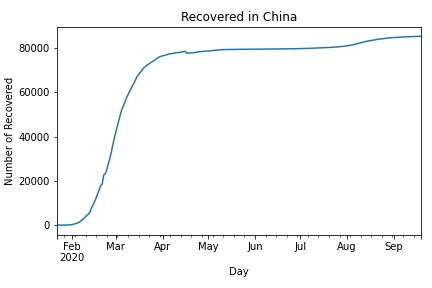 Recovered in China
Number of Recovered
80000
60000
40000
20000
0
Feb Mar Apr May Jun Jul Aug Sep
2020
Day